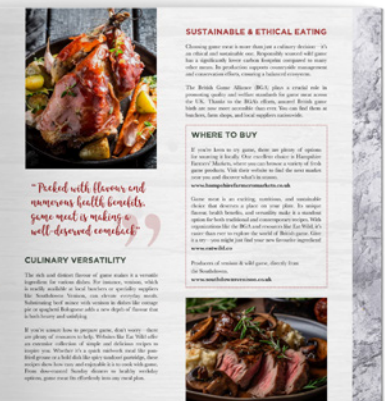 SUSTAINABLE & ETHICAL EATING
Choosing game meat is more than just a culinary decision – it's
an ethical and sustainable one. Responsibly sourced wild game
has a significantly lower carbon footprint compared to many
other meats. Its production supports countryside management
and conservation efforts, ensuring a balanced ecosystem.
The British Game Alliance (BGA) plays a crucial role in
promoting quality and welfare standards for game meat across
the UK. Thanks to the BGA's efforts, assured British game
birds are now more accessible than ever. You can find them at
butchers, farm shops, and local suppliers nationwide.
WHERE TO BUY
If you're keen to try game, there are plenty of options
for sourcing it locally. One excellent choice is Hampshire
Farmers' Markets, where you can browse a variety of fresh
game products. Visit their website to find the next market
near you and discover what's in season.
www.hampshirefarmersmarkets.co.uk
Game meat is an exciting, nutritious, and sustainable
choice that deserves a place on your plate. Its unique
flavour, health benefits, and versatility make it a standout
option for both traditional and contemporary recipes. With
organisations like the BGA and resources like Eat Wild, it's
easier than ever to explore the world of British game. Give
it a try – you might just find your new favourite ingredient!
www.eatwild.co
Producers of venison & wild game, directly from
the Southdowns.
www.southdownsvenison.co.uk
"Packed with flavour and
numerous health benefits,
game meat is making a
well-deserved comeback"
CULINARY VERSATILITY
The rich and distinct flavour of game makes it a versatile
ingredient for various dishes. For instance, venison, which
is readily available at local butchers or speciality suppliers
like Southdowns Venison, can elevate everyday meals.
Substituting beef mince with venison in dishes like cottage
pie or spaghetti Bolognese adds a new depth of flavour that
is both hearty and satisfying.
If you're unsure how to prepare game, don't worry – there
are plenty of resources to help. Websites like Eat Wild offer
an extensive collection of simple and delicious recipes to
inspire you. Whether it's a quick midweek meal like pan-
fried grouse or a bold dish like spicy tandoori partridge, these
recipes show how easy and enjoyable it is to cook with game.
From slow-roasted Sunday dinners to healthy weekday
options, game meat fits effortlessly into any meal plan.